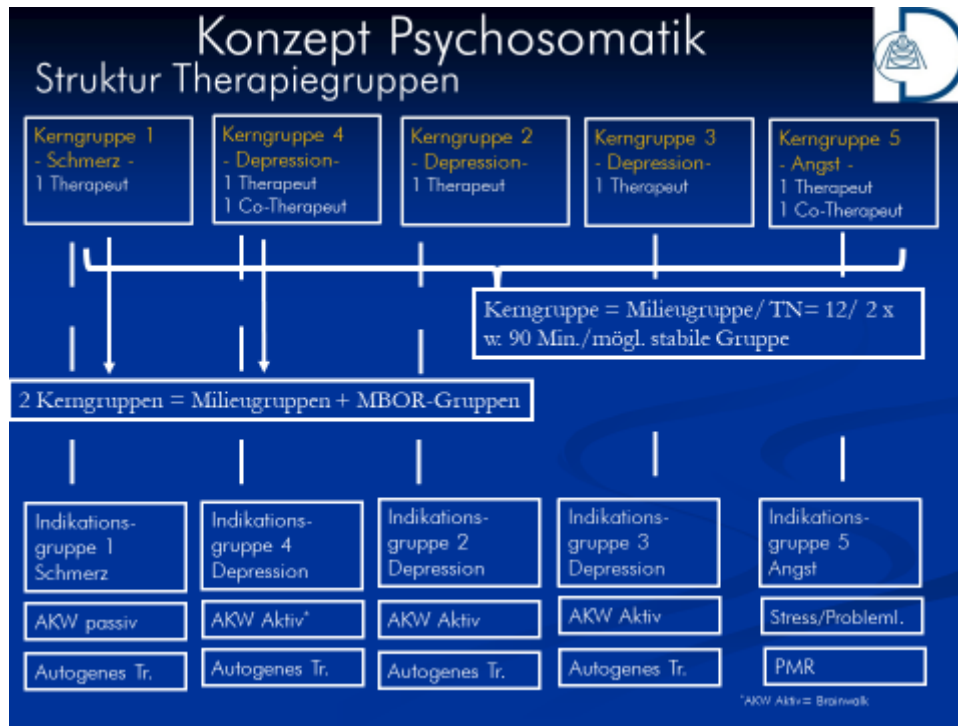 Konzept Psychosomatik
Struktur Therapiegruppen
Kerngruppe 1
- Schmerz -
1 Therapeut
Kerngruppe 4
- Depression-
1 Therapeut
1 Co-Therapeut
Kerngruppe 2
- Depression-
1 Therapeut
Kerngruppe 3
- Depression-
1 Therapeut
Kerngruppe 5
- Angst -
1 Therapeut
1 Co-Therapeut
Kerngruppe = Milieugruppe/ TN= 12/ 2 x
w. 90 Min./mögl. stabile Gruppe
2 Kerngruppen = Milieugruppen + MBOR-Gruppen
Indikations-
gruppe 1
Schmerz
Indikations-
gruppe 4
Depression
Indikations-
gruppe 2
Depression
Indikations-
gruppe 3
Depression
Indikations-
gruppe 5
Angst
AKW passiv
AKW Aktiv*
AKW Aktiv
AKW Aktiv
Stress/Probleml.
Autogenes Tr.
Autogenes Tr.
Autogenes Tr.
Autogenes Tr.
PMR
*AKW Aktiv= Brainwalk